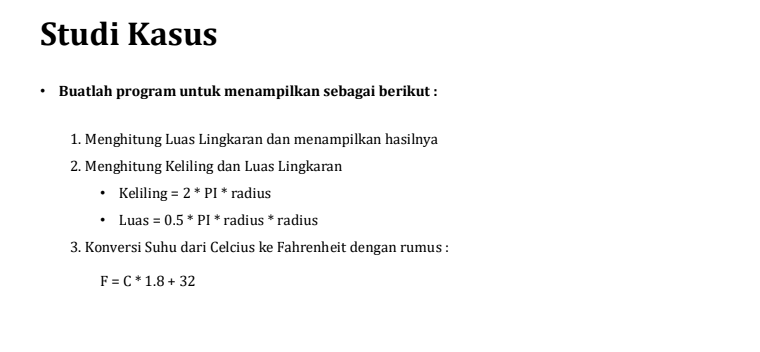 Studi Kasus
• Buatlah program untuk menampilkan sebagai berikut :
1. Menghitung Luas Lingkaran dan menampilkan hasilnya
2. Menghitung Keliling dan Luas Lingkaran
• Keliling = 2 * PI * radius
• Luas = 0.5 * PI * radius * radius
3. Konversi Suhu dari Celcius ke Fahrenheit dengan rumus :
F = C * 1.8 + 32